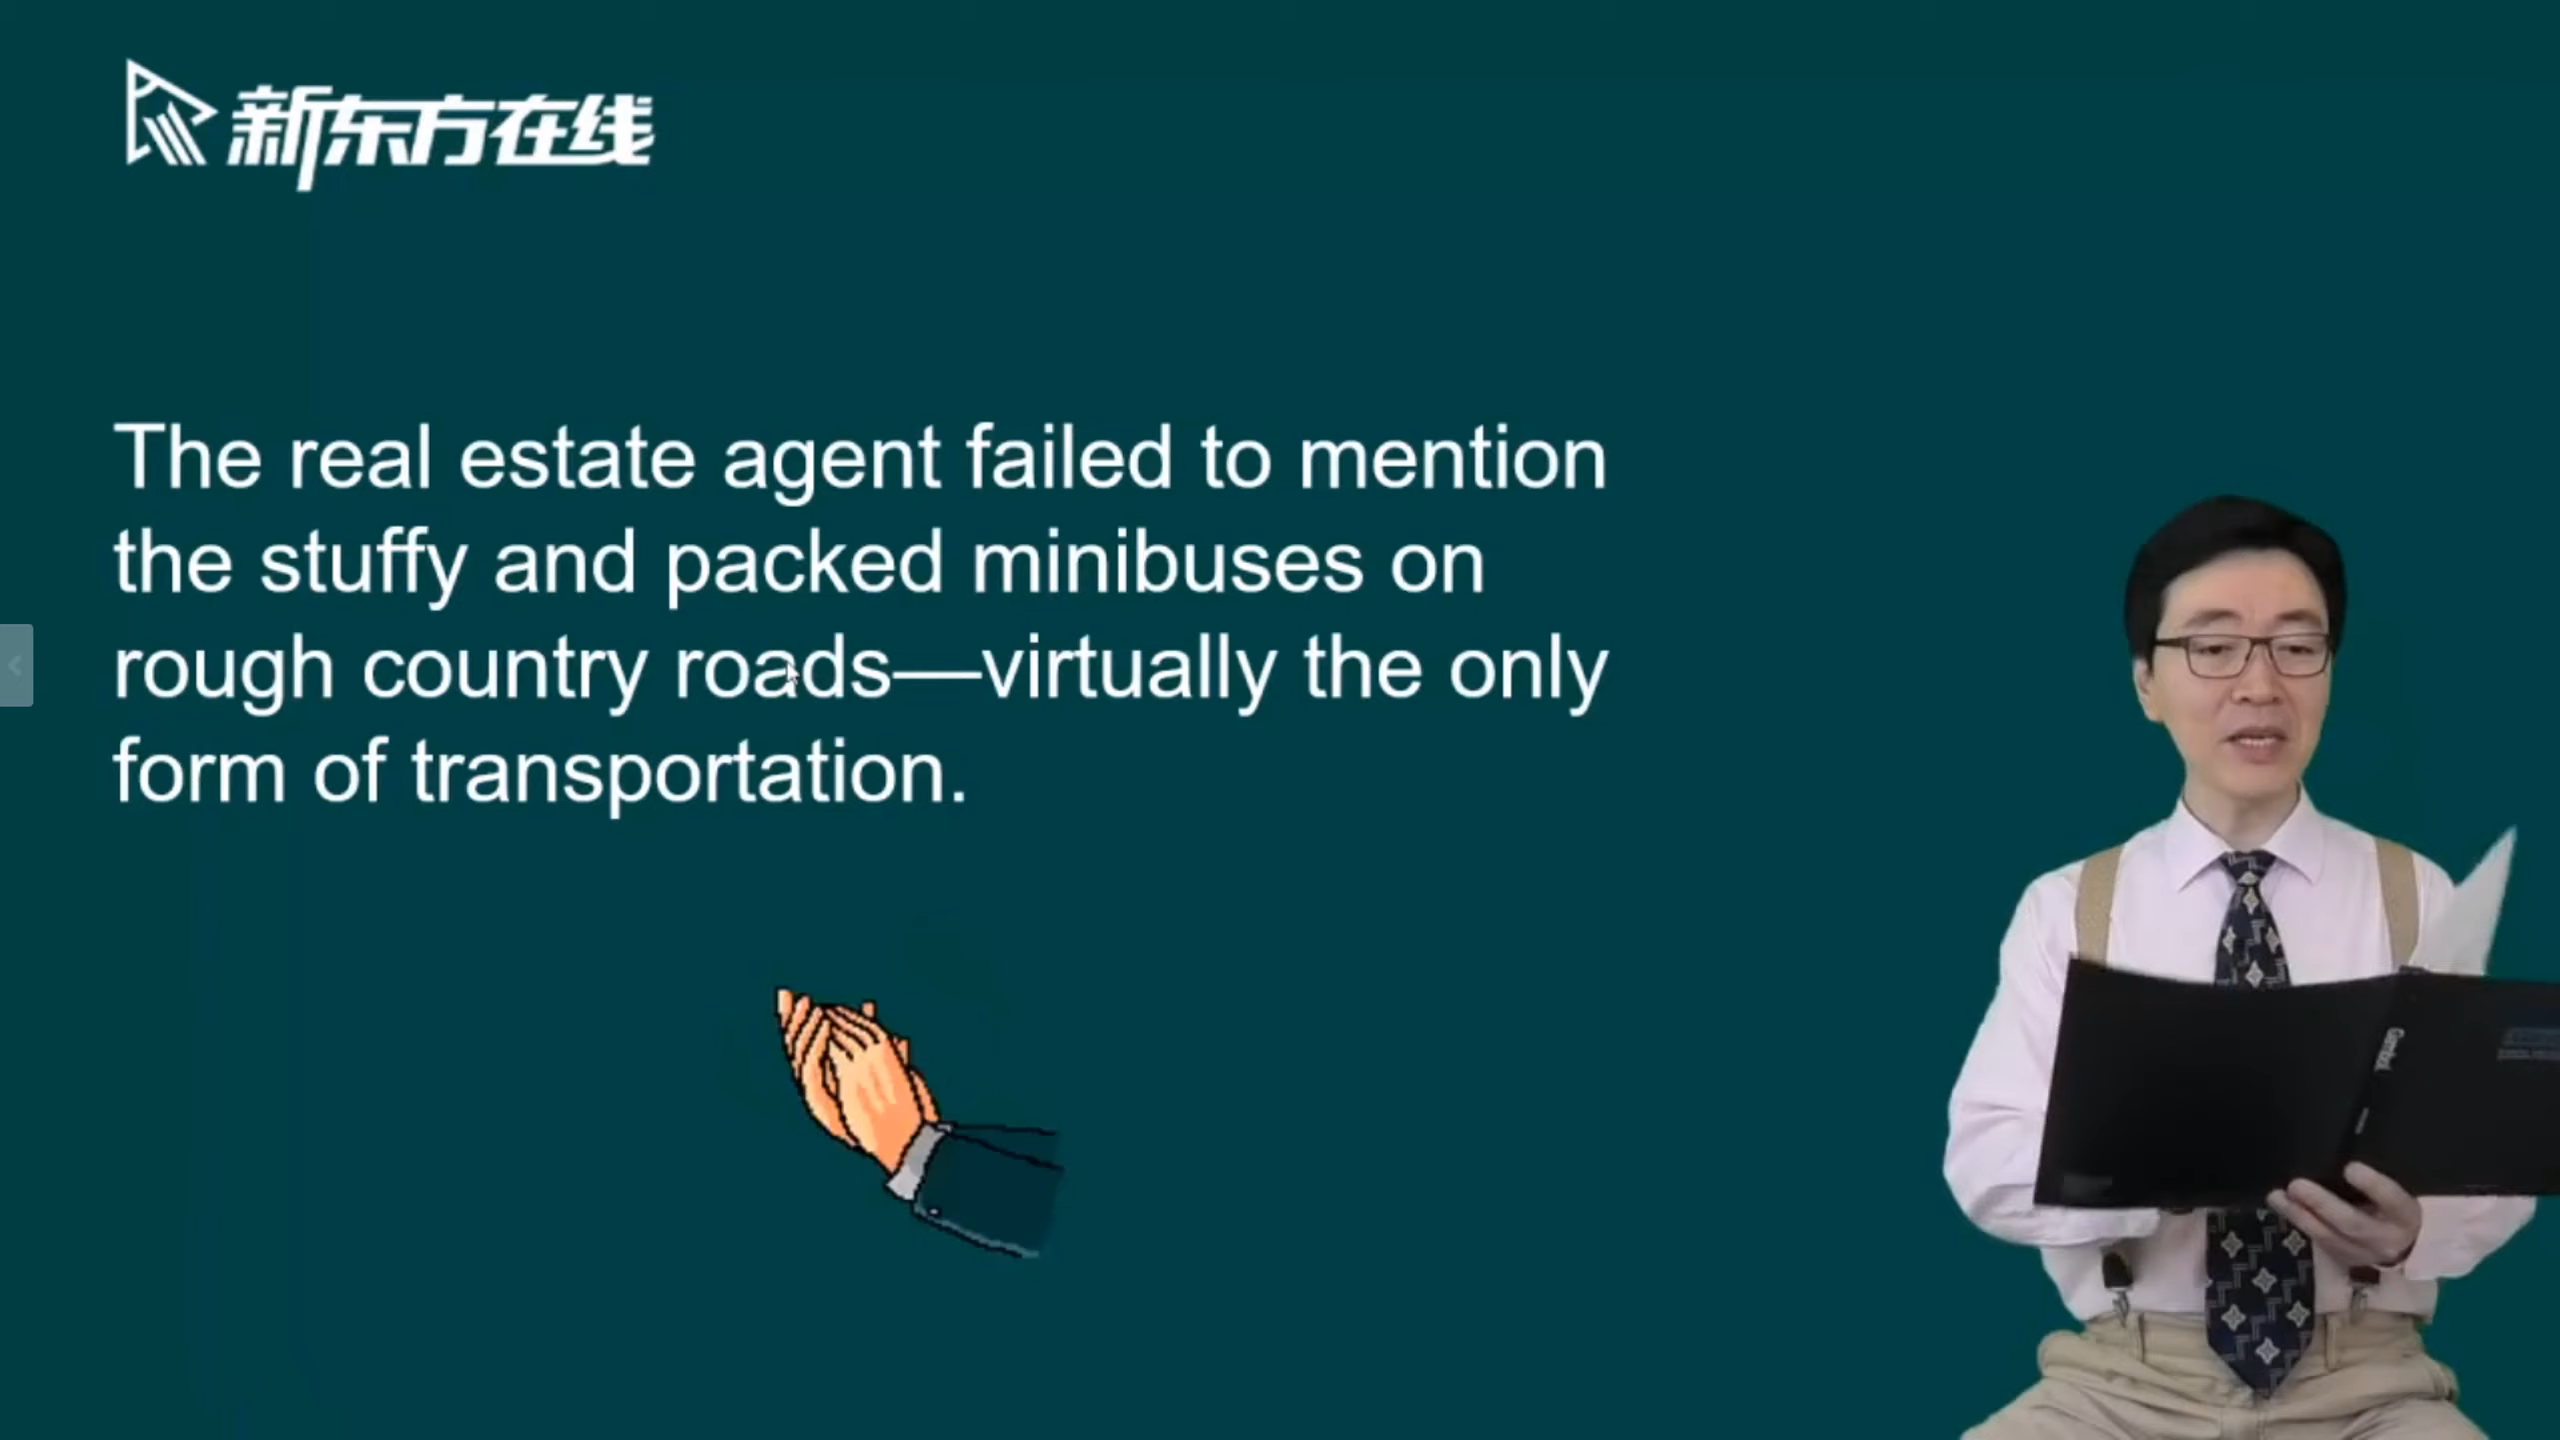 新东方在线
The real estate agent failed to mention
the stuffy and packed minibuses on
rough country roads—virtually the only
form of transportation.